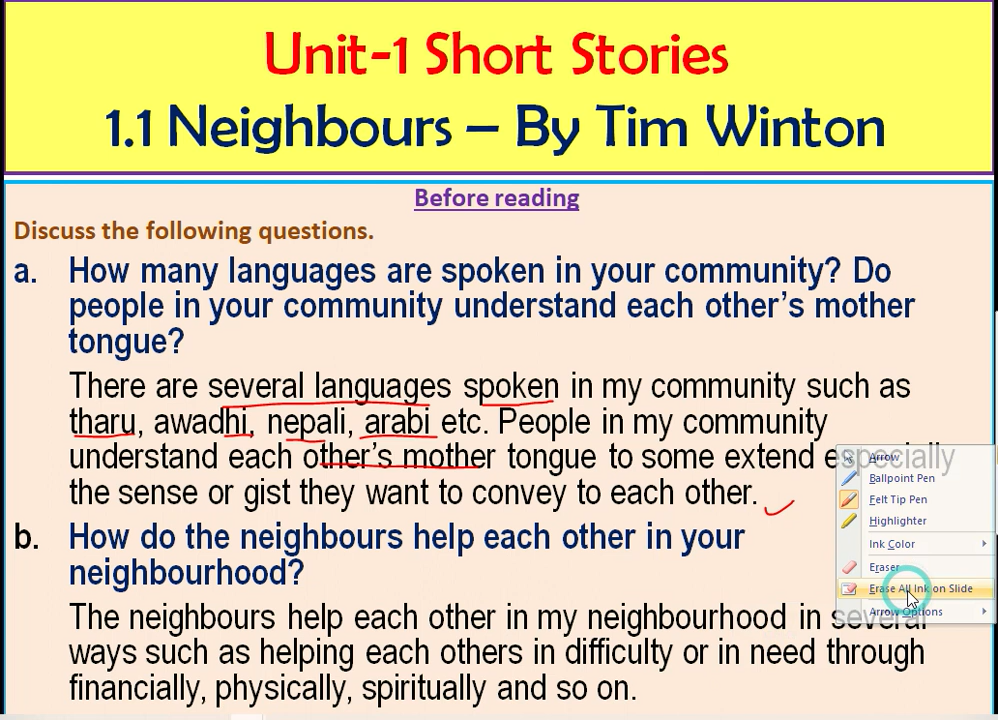 Unit-1 Short Stories
1.1 Neighbours – By Tim Winton
Before reading
Discuss the following questions.
a. How many languages are spoken in your community? Do
people in your community understand each other's mother
tongue?
There are several languages spoken in my community such as
tharu, awadhi, nepali, arabi etc. People in my community
understand each other's mother tongue to some extend especially
the sense or gist they want to convey to each other.
Arrow
Ballpoint Pen
Felt Tip Pen
Highlighter
Ink Color
Eraser
Erase All Ink on Slide
Arrow Options
b. How do the neighbours help each other in your
neighbourhood?
The neighbours help each other in my neighbourhood in several
ways such as helping each others in difficulty or in need through
financially, physically, spiritually and so on.